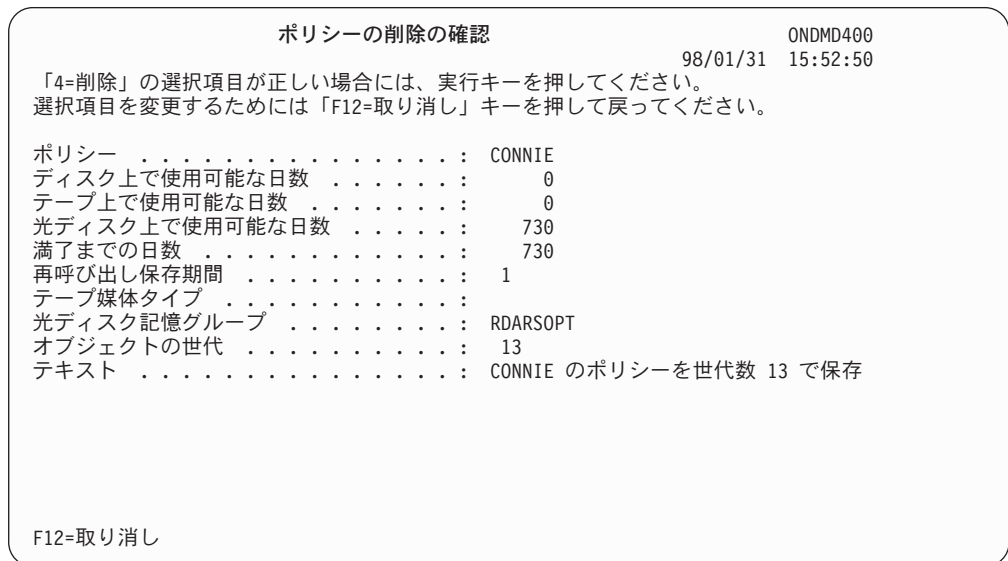 ポリシーの削除の確認 ONDMD400
98/01/31 15:52:50
「4=削除」の選択項目が正しい場合には、実行キーを押してください。
選択項目を変更するためには「F12=取り消し」キーを押して戻ってください。
ポリシー . . . . . . . . . . . . . . . : CONNIE
ディスク上で使用可能な日数 . . . . . . : 0
テープ上で使用可能な日数 . . . . . . . : 0
光ディスク上で使用可能な日数 . . . . . : 730
満了までの日数 . . . . . . . . . . . . : 730
再呼び出し保存期間 . . . . . . . . . . : 1
テープ媒体タイプ . . . . . . . . . . . :
光ディスク記憶グループ . . . . . . . . : RDARSOPT
オブジェクトの世代 . . . . . . . . . . : 13
テキスト . . . . . . . . . . . . . . . : CONNIE のポリシーを世代数 13 で保存
F12=取り消し